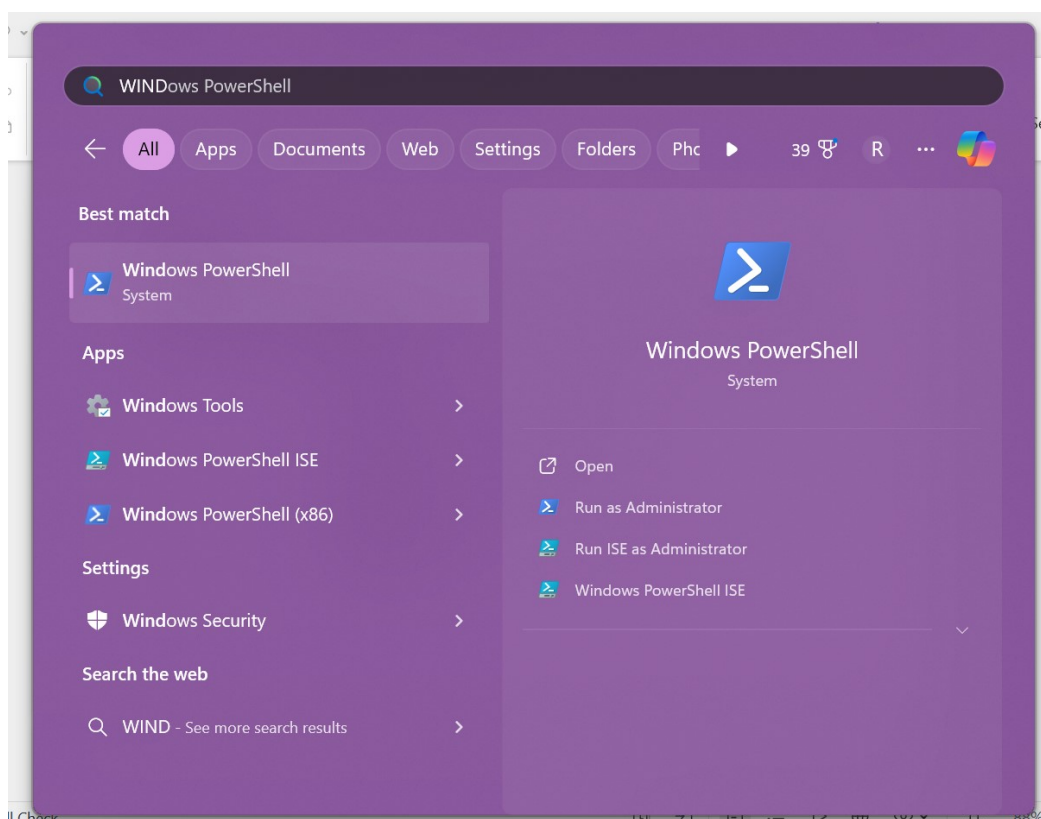 WINDows PowerShell
All Apps Documents Web Settings Folders Pho 39 R ...
Best match
Windows PowerShell
System
Apps
Windows Tools
Windows PowerShell ISE
Windows PowerShell (x86)
Settings
Windows Security
Search the web
WIND - See more search results
Windows PowerShell
System
Open
Run as Administrator
Run ISE as Administrator
Windows PowerShell ISE